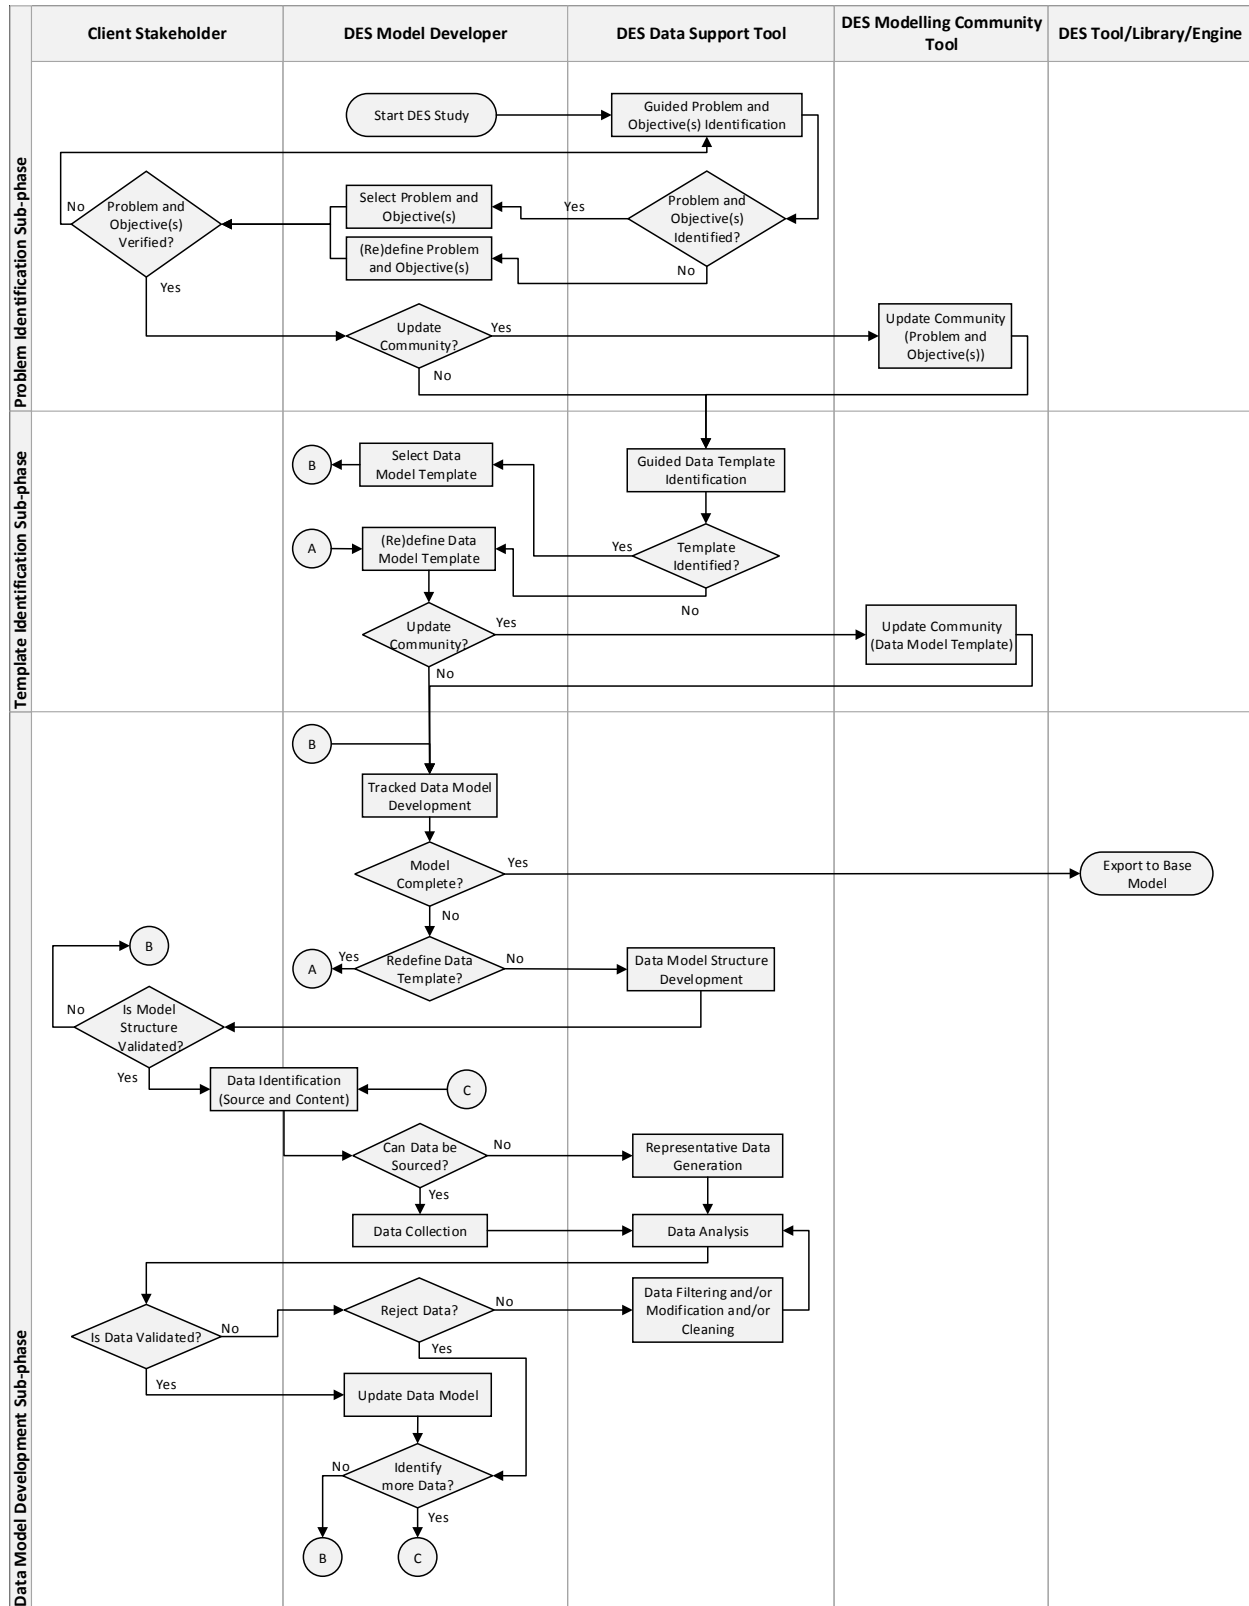 Client Stakeholder
DES Model Developer
DES Data Support Tool
DES Modelling Community
Tool
DES Tool/Library/Engine
Problem Identification Sub-phase
Start DES Study
Guided Problem and
Objective(s) Identification
No
Problem and
Objective(s)
Verified?
Select Problem and
Objective(s)
Yes
Problem and
Objective(s)
Identified?
(Re)define Problem
and Objective(s)
No
Yes
Update
Community?
Yes
Update Community
(Problem and
Objective(s))
No
Template Identification Sub-phase
B
Select Data
Model Template
Guided Data Template
Identification
A
(Re)define Data
Model Template
Yes
Template
Identified?
No
Update
Community?
Yes
Update Community
(Data Model Template)
No
Data Model Development Sub-phase
B
Tracked Data Model
Development
Model
Complete?
Yes
Export to Base
Model
No
B
A
Yes
Redefine Data
Template?
No
Data Model Structure
Development
No
Is Model
Structure
Validated?
Yes
Data Identification
(Source and Content)
C
Can Data be
Sourced?
No
Representative Data
Generation
Yes
Data Collection
Data Analysis
Is Data Validated?
No
Reject Data?
No
Data Filtering and/or
Modification and/or
Cleaning
Yes
Yes
Update Data Model
No
Identify
more Data?
Yes
B
C